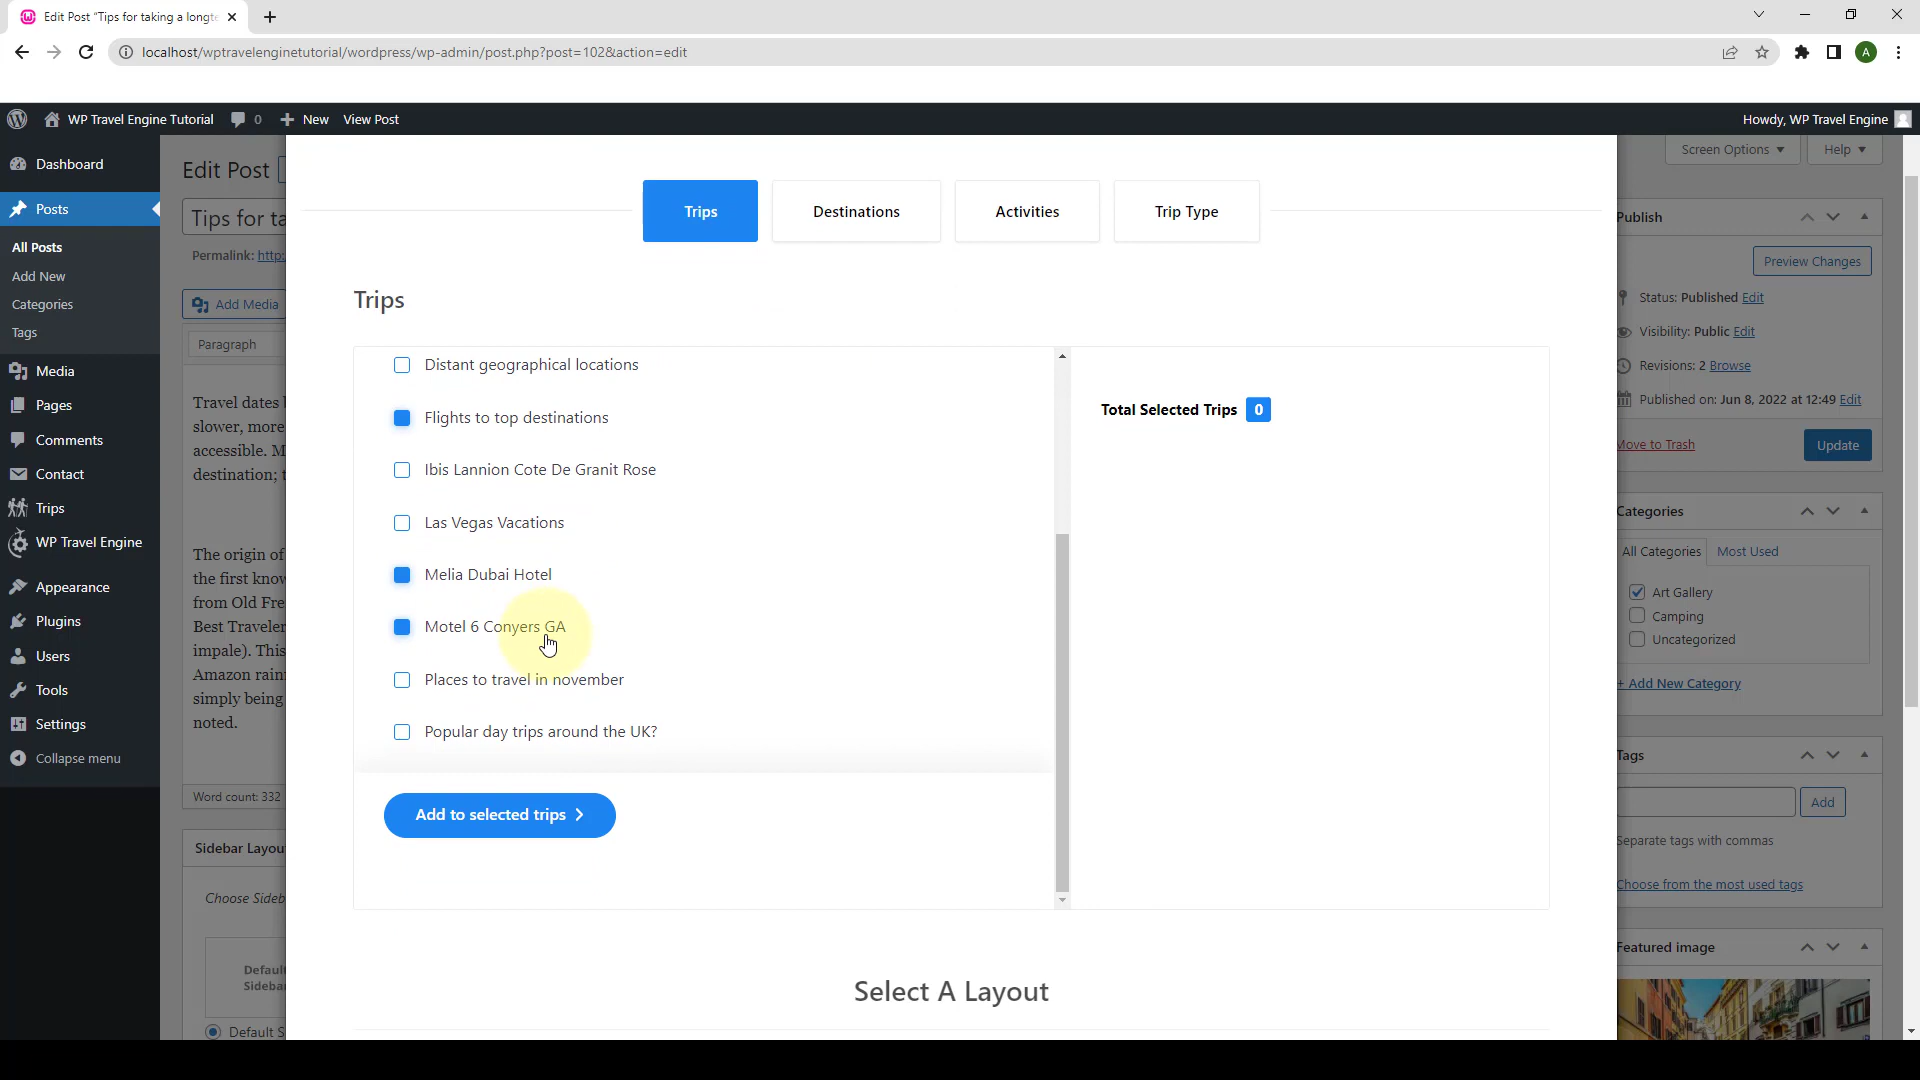 Edit Post "Tips for taking a longte
localhost/wptravelenginetutorial/wordpress/wp-admin/post.php?post=102&action=edit
A
WP Travel Engine Tutorial
0
New
View Post
Howdy, WP Travel Engine
Dashboard
Posts
All Posts
Add New
Categories
Tags
Media
Pages
Comments
Contact
Trips
WP Travel Engine
Appearance
Plugins
Users
Tools
Settings
Collapse menu
Edit Post
Tips for ta
Permalink: http:
Add Media
Paragraph
Travel dates
slower, more
accessible. M
destination; t
The origin of
the first know
from Old Fre
Best Traveler
impale). This
Amazon rain
simply being
noted.
Word count: 332
Sidebar Layou
Choose Sideb
Default
Sidebar
Default S
Trips
Destinations
Activities
Trip Type
Trips
Distant geographical locations
Flights to top destinations
Ibis Lannion Cote De Granit Rose
Las Vegas Vacations
Melia Dubai Hotel
Motel 6 Conyers GA
Places to travel in november
Popular day trips around the UK?
Add to selected trips
Total Selected Trips 0
Select A Layout
Screen Options
Help
Publish
Preview Changes
Status: Published Edit
Visibility: Public Edit
Revisions: 2 Browse
Published on: Jun 8, 2022 at 12:49 Edit
Move to Trash
Update
Categories
All Categories
Most Used
Art Gallery
Camping
Uncategorized
+ Add New Category
Tags
Add
Separate tags with commas
Choose from the most used tags
Featured image